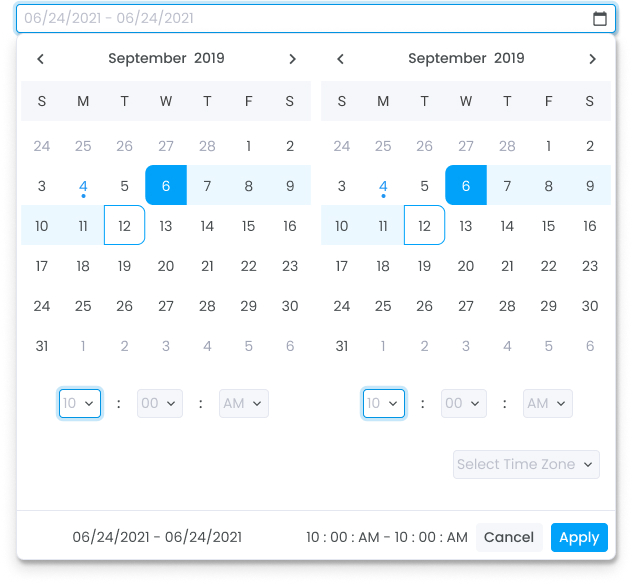 06/24/2021 - 06/24/2021
September 2019 September 2019
S M T W T F S S M T W T F S
24 25 26 27 28 1 2 24 25 26 27 28 1 2
3 4 5 6 7 8 9 3 4 5 6 7 8 9
10 11 12 13 14 15 16 10 11 12 13 14 15 16
17 18 19 20 21 22 23 17 18 19 20 21 22 23
24 25 26 27 28 29 30 24 25 26 27 28 29 30
31 1 2 3 4 5 6 31 1 2 3 4 5 6
10 : 00 : AM 10 : 00 : AM
Select Time Zone
06/24/2021 - 06/24/2021 10 : 00 : AM - 10 : 00 : AM Cancel Apply